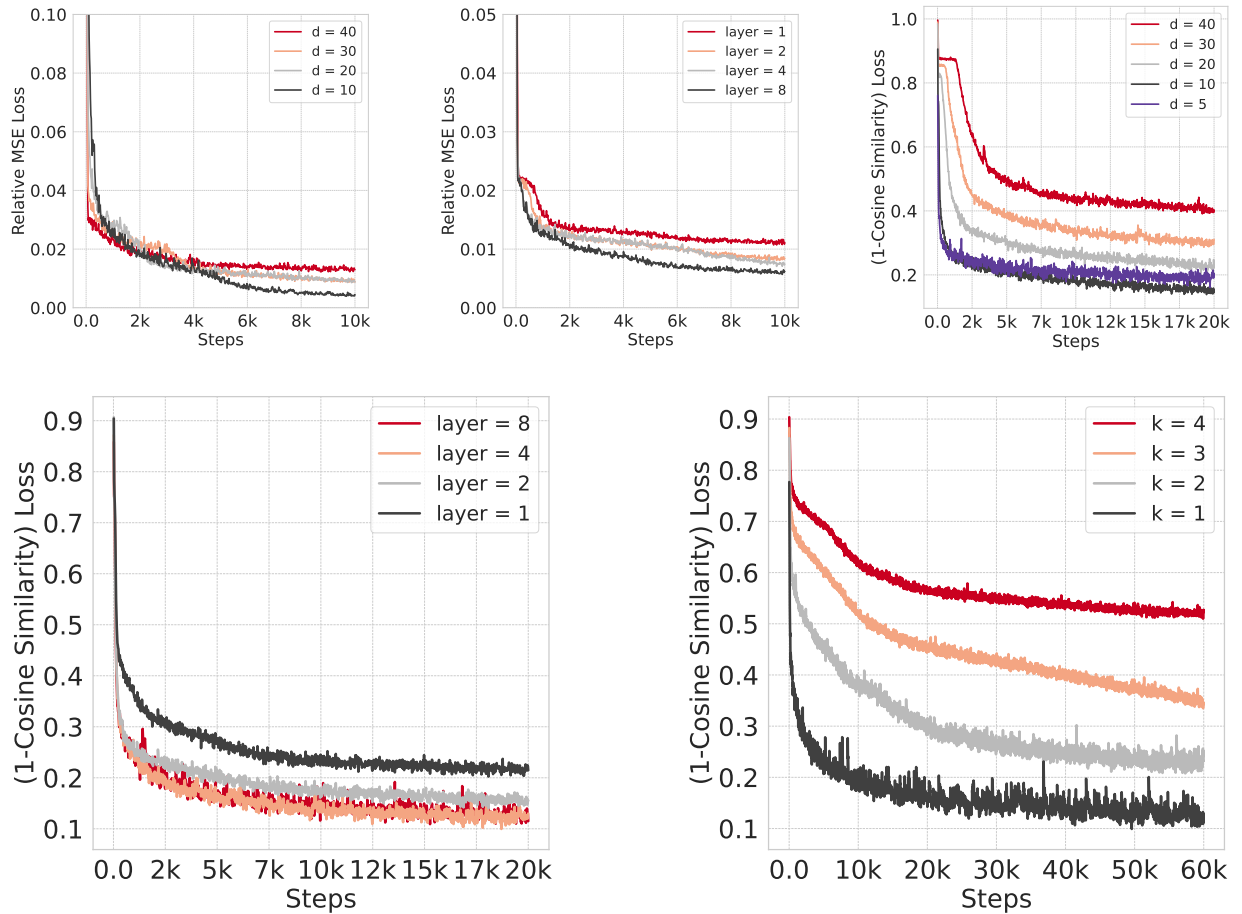 Relative MSE Loss
0.10
0.08
0.06
0.04
0.02
0.00
d = 40
d = 30
d = 20
d = 10
0.0 2k 4k 6k 8k 10k
Steps
Relative MSE Loss
0.05
0.04
0.03
0.02
0.01
0.00
layer = 1
layer = 2
layer = 4
layer = 8
0.0 2k 4k 6k 8k 10k
Steps
(1-Cosine Similarity) Loss
1.0
0.8
0.6
0.4
0.2
d = 40
d = 30
d = 20
d = 10
d = 5
0.0 2k 5k 7k 10k 12k 15k 17k 20k
Steps
(1-Cosine Similarity) Loss
0.9
0.8
0.7
0.6
0.5
0.4
0.3
0.2
0.1
layer = 8
layer = 4
layer = 2
layer = 1
0.0 2k 5k 7k 10k 12k 15k 17k 20k
Steps
(1-Cosine Similarity) Loss
0.9
0.8
0.7
0.6
0.5
0.4
0.3
0.2
0.1
k = 4
k = 3
k = 2
k = 1
0.0 10k 20k 30k 40k 50k 60k
Steps